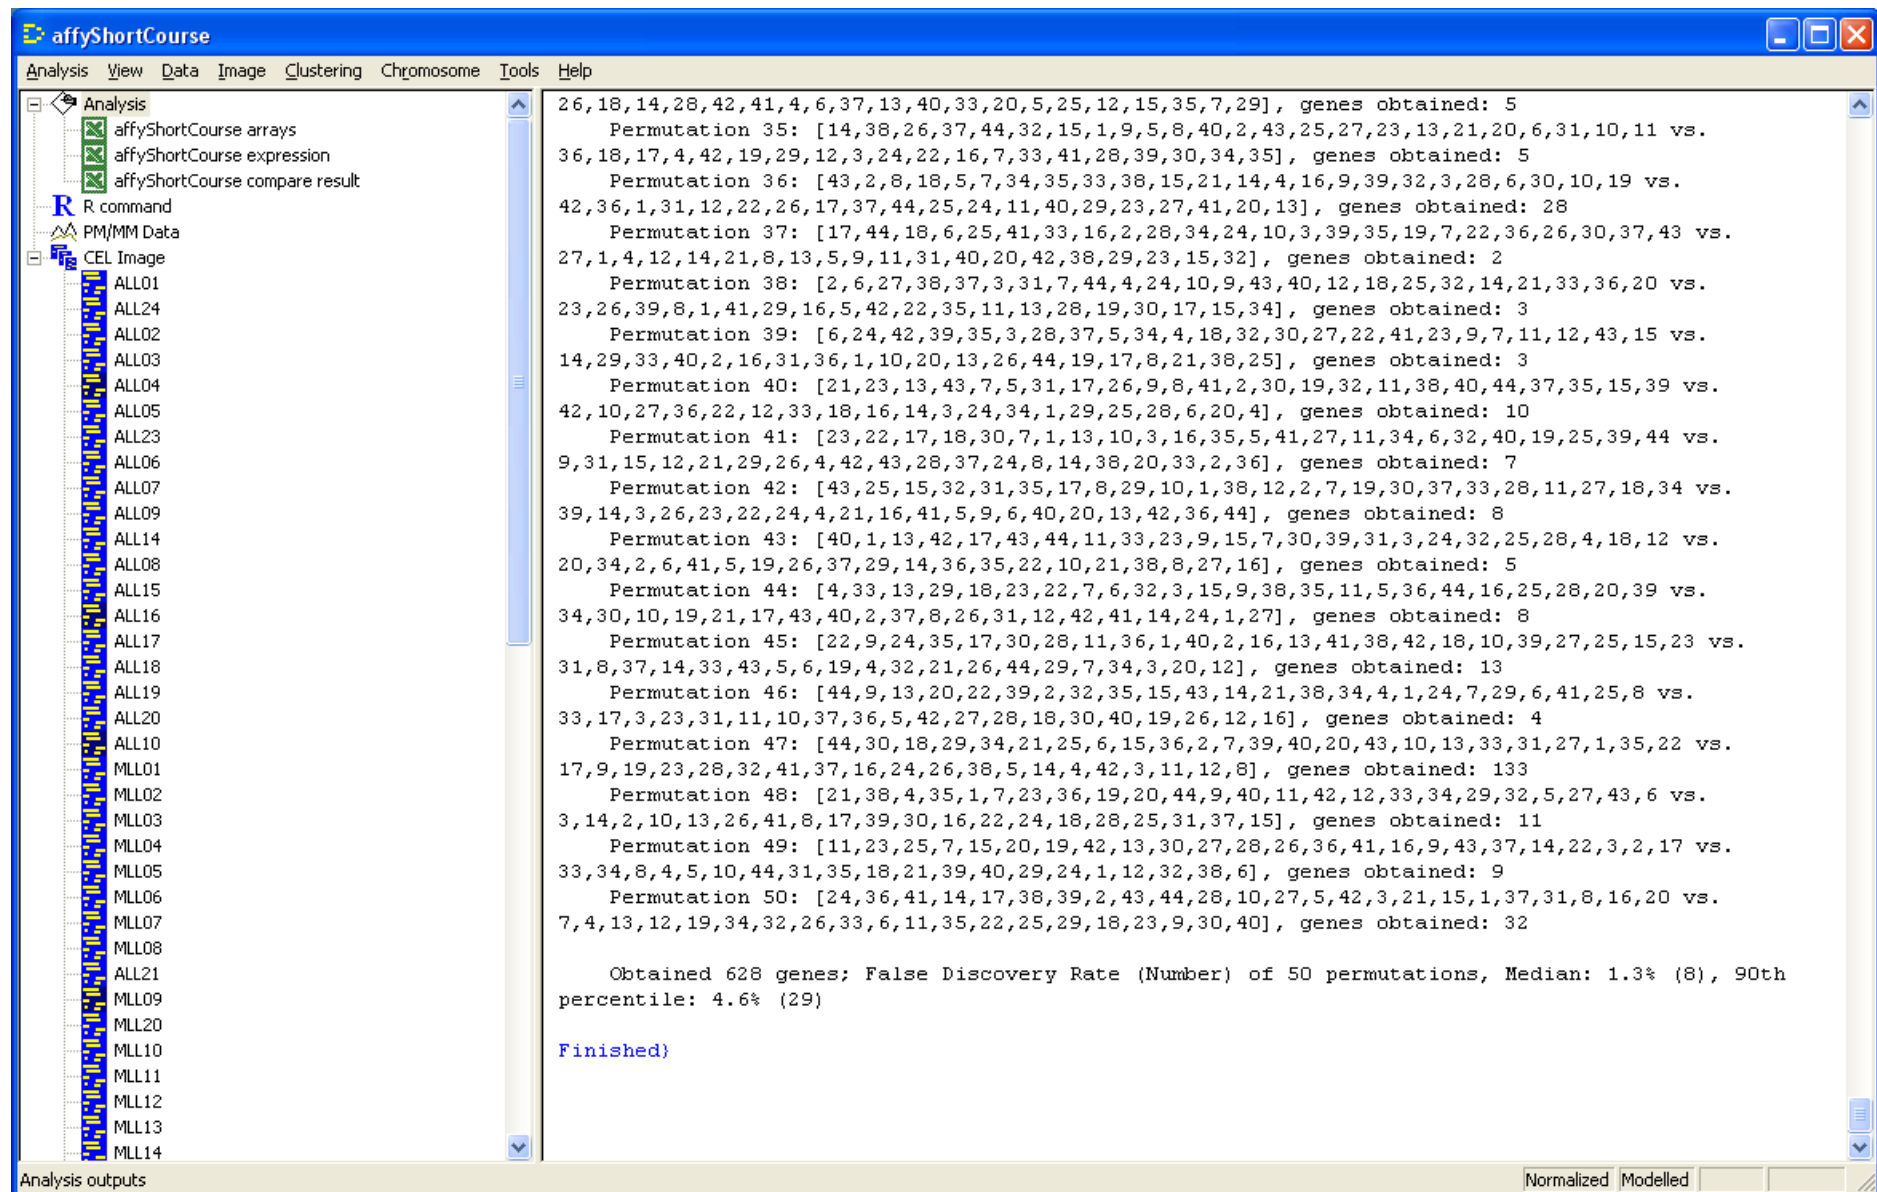 affyShortCourse
Analysis View Data Image Clustering Chromosome Tools Help
Analysis
affyShortCourse arrays
affyShortCourse expression
affyShortCourse compare result
R R command
PM/MM Data
CEL Image
ALL01
ALL24
ALL02
ALL03
ALL04
ALL05
ALL23
ALL06
ALL07
ALL09
ALL14
ALL08
ALL15
ALL16
ALL17
ALL18
ALL19
ALL20
ALL10
MLL01
MLL02
MLL03
MLL04
MLL05
MLL06
MLL07
MLL08
ALL21
MLL09
MLL20
MLL10
MLL11
MLL12
MLL13
MLL14
26,18,14,28,42,41,4,6,37,13,40,33,20,5,25,12,15,35,7,29], genes obtained: 5
Permutation 35: [14,38,26,37,44,32,15,1,9,5,8,40,2,43,25,27,23,13,21,20,6,31,10,11 vs.
36,18,17,4,42,19,29,12,3,24,22,16,7,33,41,28,39,30,34,35], genes obtained: 5
Permutation 36: [43,2,8,18,5,7,34,35,33,38,15,21,14,4,16,9,39,32,3,28,6,30,10,19 vs.
42,36,1,31,12,22,26,17,37,44,25,24,11,40,29,23,27,41,20,13], genes obtained: 28
Permutation 37: [17,44,18,6,25,41,33,16,2,28,34,24,10,3,39,35,19,7,22,36,26,30,37,43 vs.
27,1,4,12,14,21,8,13,5,9,11,31,40,20,42,38,29,23,15,32], genes obtained: 2
Permutation 38: [2,6,27,38,37,3,31,7,44,4,24,10,9,43,40,12,18,25,32,14,21,33,36,20 vs.
23,26,39,8,1,41,29,16,5,42,22,35,11,13,28,19,30,17,15,34], genes obtained: 3
Permutation 39: [6,24,42,39,35,3,28,37,5,34,4,18,32,30,27,22,41,23,9,7,11,12,43,15 vs.
14,29,33,40,2,16,31,36,1,10,20,13,26,44,19,17,8,21,38,25], genes obtained: 3
Permutation 40: [21,23,13,43,7,5,31,17,26,9,8,41,2,30,19,32,11,38,40,44,37,35,15,39 vs.
42,10,27,36,22,12,33,18,16,14,3,24,34,1,29,25,28,6,20,4], genes obtained: 10
Permutation 41: [23,22,17,18,30,7,1,13,10,3,16,35,5,41,27,11,34,6,32,40,19,25,39,44 vs.
9,31,15,12,21,29,26,4,42,43,28,37,24,8,14,38,20,33,2,36], genes obtained: 7
Permutation 42: [43,25,15,32,31,35,17,8,29,10,1,38,12,2,7,19,30,37,33,28,11,27,18,34 vs.
39,14,3,26,23,22,24,4,21,16,41,5,9,6,40,20,13,42,36,44], genes obtained: 8
Permutation 43: [40,1,13,42,17,43,44,11,33,23,9,15,7,30,39,31,3,24,32,25,28,4,18,12 vs.
20,34,2,6,41,5,19,26,37,29,14,36,35,22,10,21,38,8,27,16], genes obtained: 5
Permutation 44: [4,33,13,29,18,23,22,7,6,32,3,15,9,38,35,11,5,36,44,16,25,28,20,39 vs.
34,30,10,19,21,17,43,40,2,37,8,26,31,12,42,41,14,24,1,27], genes obtained: 8
Permutation 45: [22,9,24,35,17,30,28,11,36,1,40,2,16,13,41,38,42,18,10,39,27,25,15,23 vs.
31,8,37,14,33,43,5,6,19,4,32,21,26,44,29,7,34,3,20,12], genes obtained: 13
Permutation 46: [44,9,13,20,22,39,2,32,35,15,43,14,21,38,34,4,1,24,7,29,6,41,25,8 vs.
33,17,3,23,31,11,10,37,36,5,42,27,28,18,30,40,19,26,12,16], genes obtained: 4
Permutation 47: [44,30,18,29,34,21,25,6,15,36,2,7,39,40,20,43,10,13,33,31,27,1,35,22 vs.
17,9,19,23,28,32,41,37,16,24,26,38,5,14,4,42,3,11,12,8], genes obtained: 133
Permutation 48: [21,38,4,35,1,7,23,36,19,20,44,9,40,11,42,12,33,34,29,32,5,27,43,6 vs.
3,14,2,10,13,26,41,8,17,39,30,16,22,24,18,28,25,31,37,15], genes obtained: 11
Permutation 49: [11,23,25,7,15,20,19,42,13,30,27,28,26,36,41,16,9,43,37,14,22,3,2,17 vs.
33,34,8,4,5,10,44,31,35,18,21,39,40,29,24,1,12,32,38,6], genes obtained: 9
Permutation 50: [24,36,41,14,17,38,39,2,43,44,28,10,27,5,42,3,21,15,1,37,31,8,16,20 vs.
7,4,13,12,19,34,32,26,33,6,11,35,22,25,29,18,23,9,30,40], genes obtained: 32
Obtained 628 genes; False Discovery Rate (Number) of 50 permutations, Median: 1.3% (8), 90th
percentile: 4.6% (29)
Finished}
Analysis outputs
Normalized Modelled